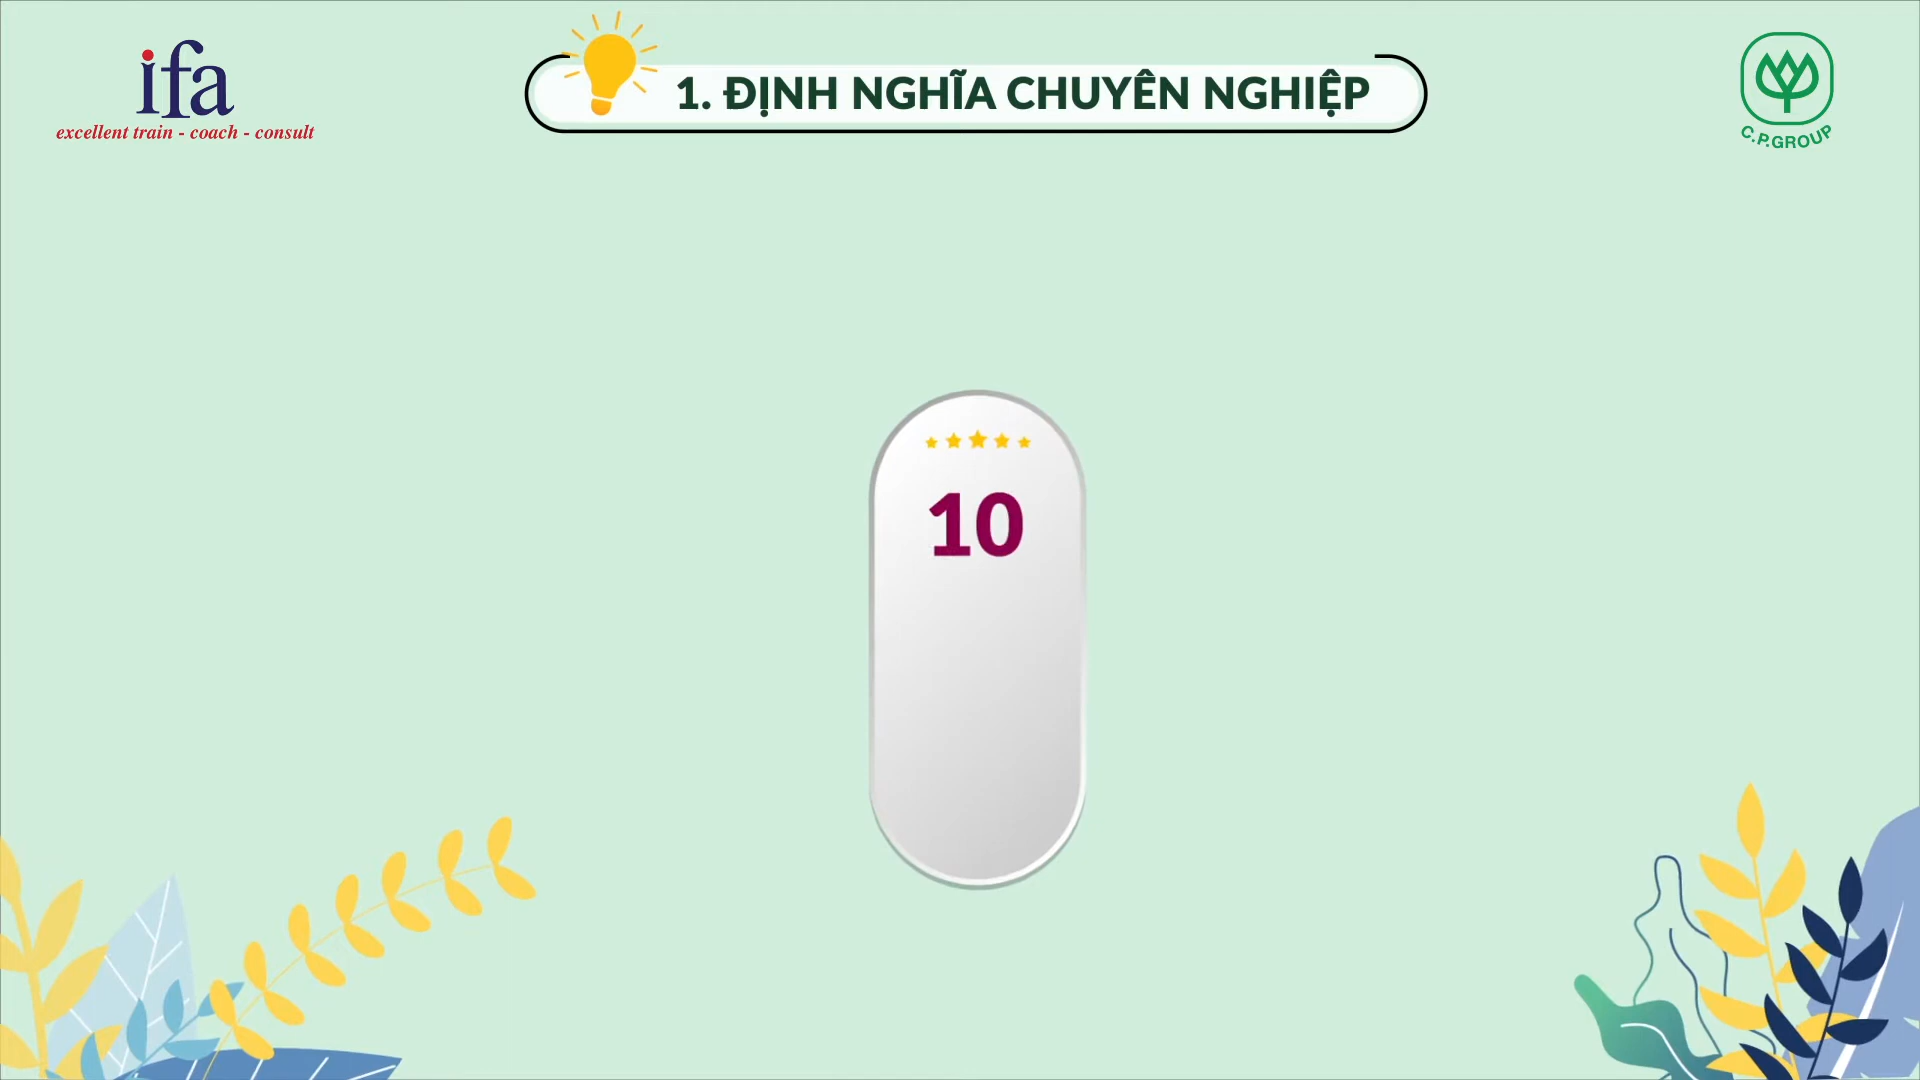 ifa
excellent train - coach - consult
1. ĐỊNH NGHĨA CHUYÊN NGHIỆP
C.P.GROUP
10